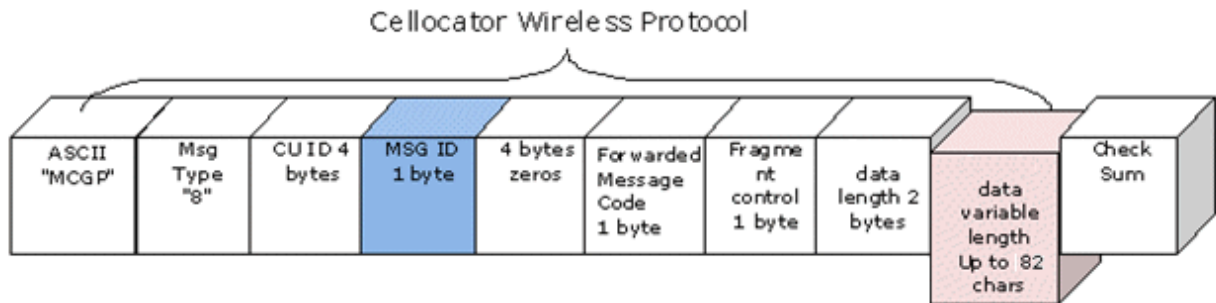 Cellocator Wireless Protocol
ASCII
"MCGP"
Msg
Type
"8"
CU ID 4
bytes
MSG ID
1 byte
4 bytes
zeros
Forwarded
Message
Code
1 byte
Fragme
nt
control
1 byte
data
length 2
bytes
data
variable
length
Up to 82
chars
Check
Sum